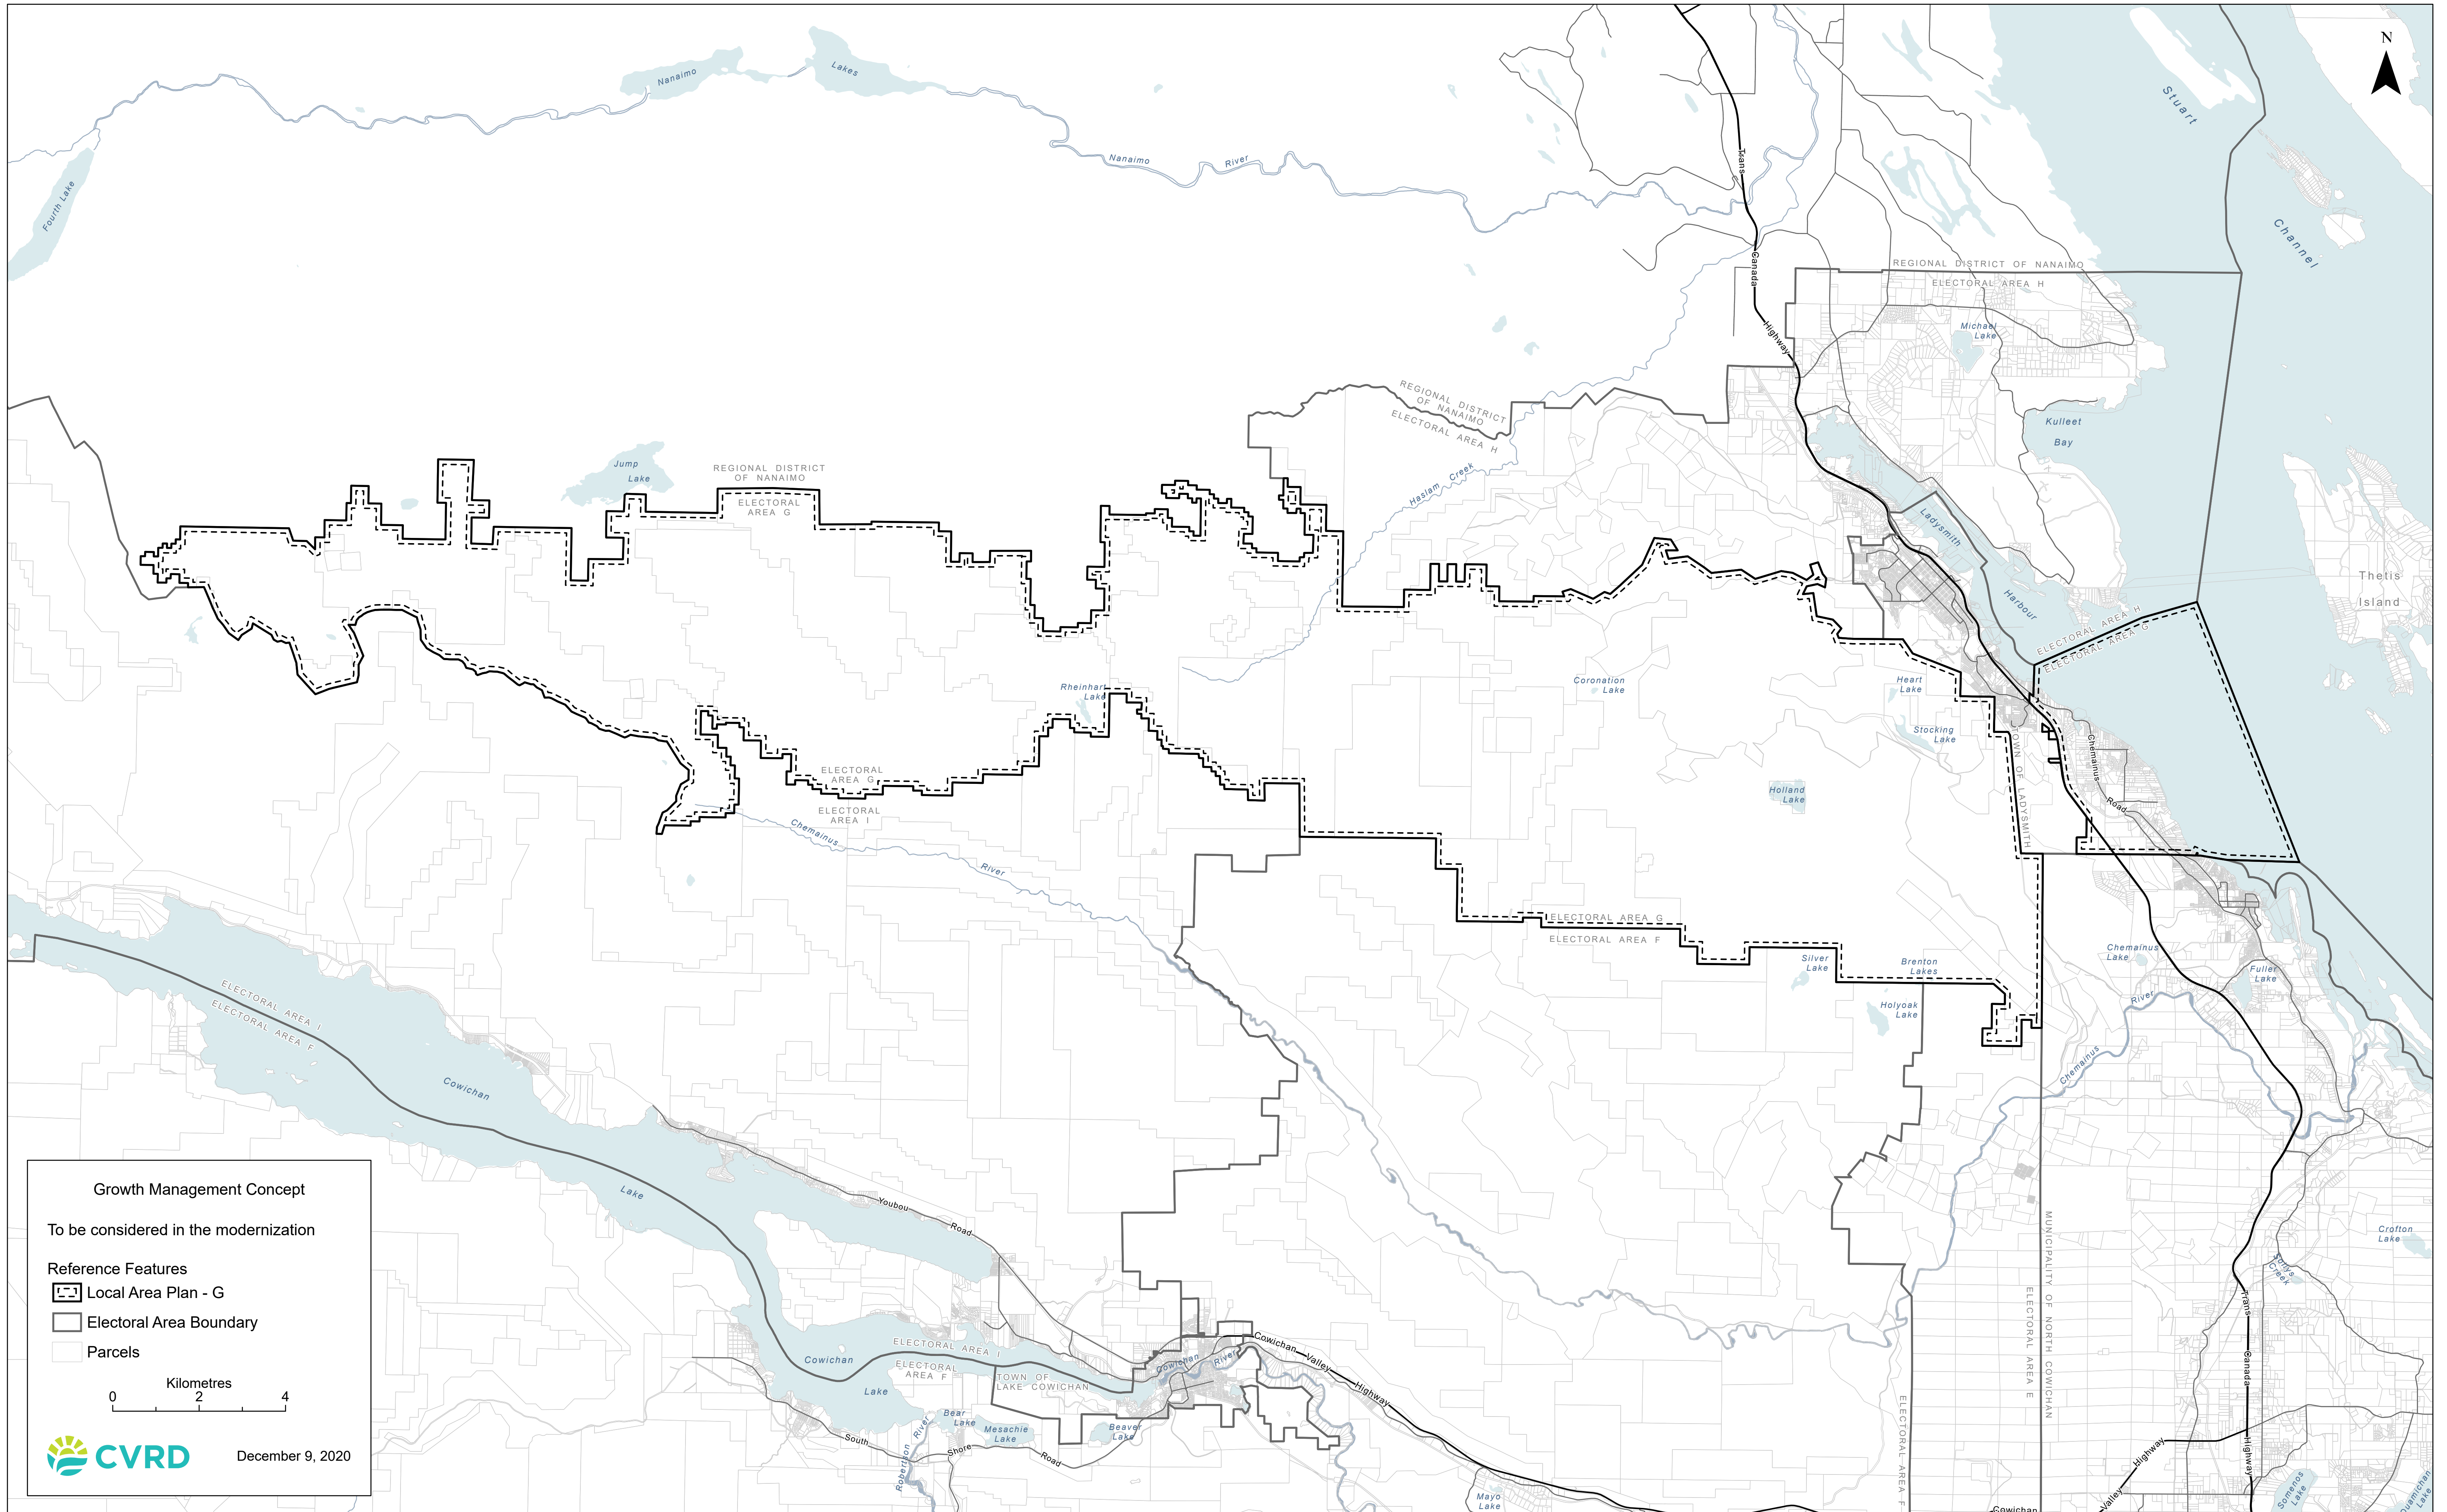 N
Nanaimo
Lakes
Stuart
Channel
Fourth Lake
Nanaimo
River
Trans
Canada
Highway
REGIONAL DISTRICT OF NANAIMO
ELECTORAL AREA H
Michael
Lake
Kulleet
Bay
REGIONAL DISTRICT
OF NANAIMO
ELECTORAL AREA H
Haslam Creek
Jump
Lake
REGIONAL DISTRICT
OF NANAIMO
ELECTORAL
AREA G
Ladysmith
Harbour
Thetis
Island
ELECTORAL AREA H
ELECTORAL AREA G
Rheinhart
Lake
Coronation
Lake
Heart
Lake
Stocking
Lake
TOWN OF LADYSMITH
Chemainus
Road
Holland
Lake
ELECTORAL
AREA G
ELECTORAL
AREA I
Chemainus
River
ELECTORAL AREA G
ELECTORAL AREA F
Silver
Lake
Brenton
Lakes
Holyoak
Lake
Chemainus
Lake
Fuller
Lake
River
Chemainus
ELECTORAL AREA I
ELECTORAL AREA F
Cowichan
Lake
Youbou
Road
MUNICIPALITY OF NORTH COWICHAN
ELECTORAL AREA E
ELECTORAL AREA F
Crofton
Lake
Sollys
Creek
Trans
Canada
Highway
Cowichan
Lake
ELECTORAL AREA I
ELECTORAL
AREA F
TOWN OF
LAKE COWICHAN
Cowichan
River
Cowichan
Valley
Highway
Bear
Lake
Mesachie
Lake
Beaver
Lake
Robertson
River
South
Shore
Road
Mayo
Lake
Cowichan
Valley
Highway
Somenos
Lake
Quamichan
Lake
Growth Management Concept
To be considered in the modernization
Reference Features
Local Area Plan - G
Electoral Area Boundary
Parcels
Kilometres
0 2 4
CVRD
December 9, 2020